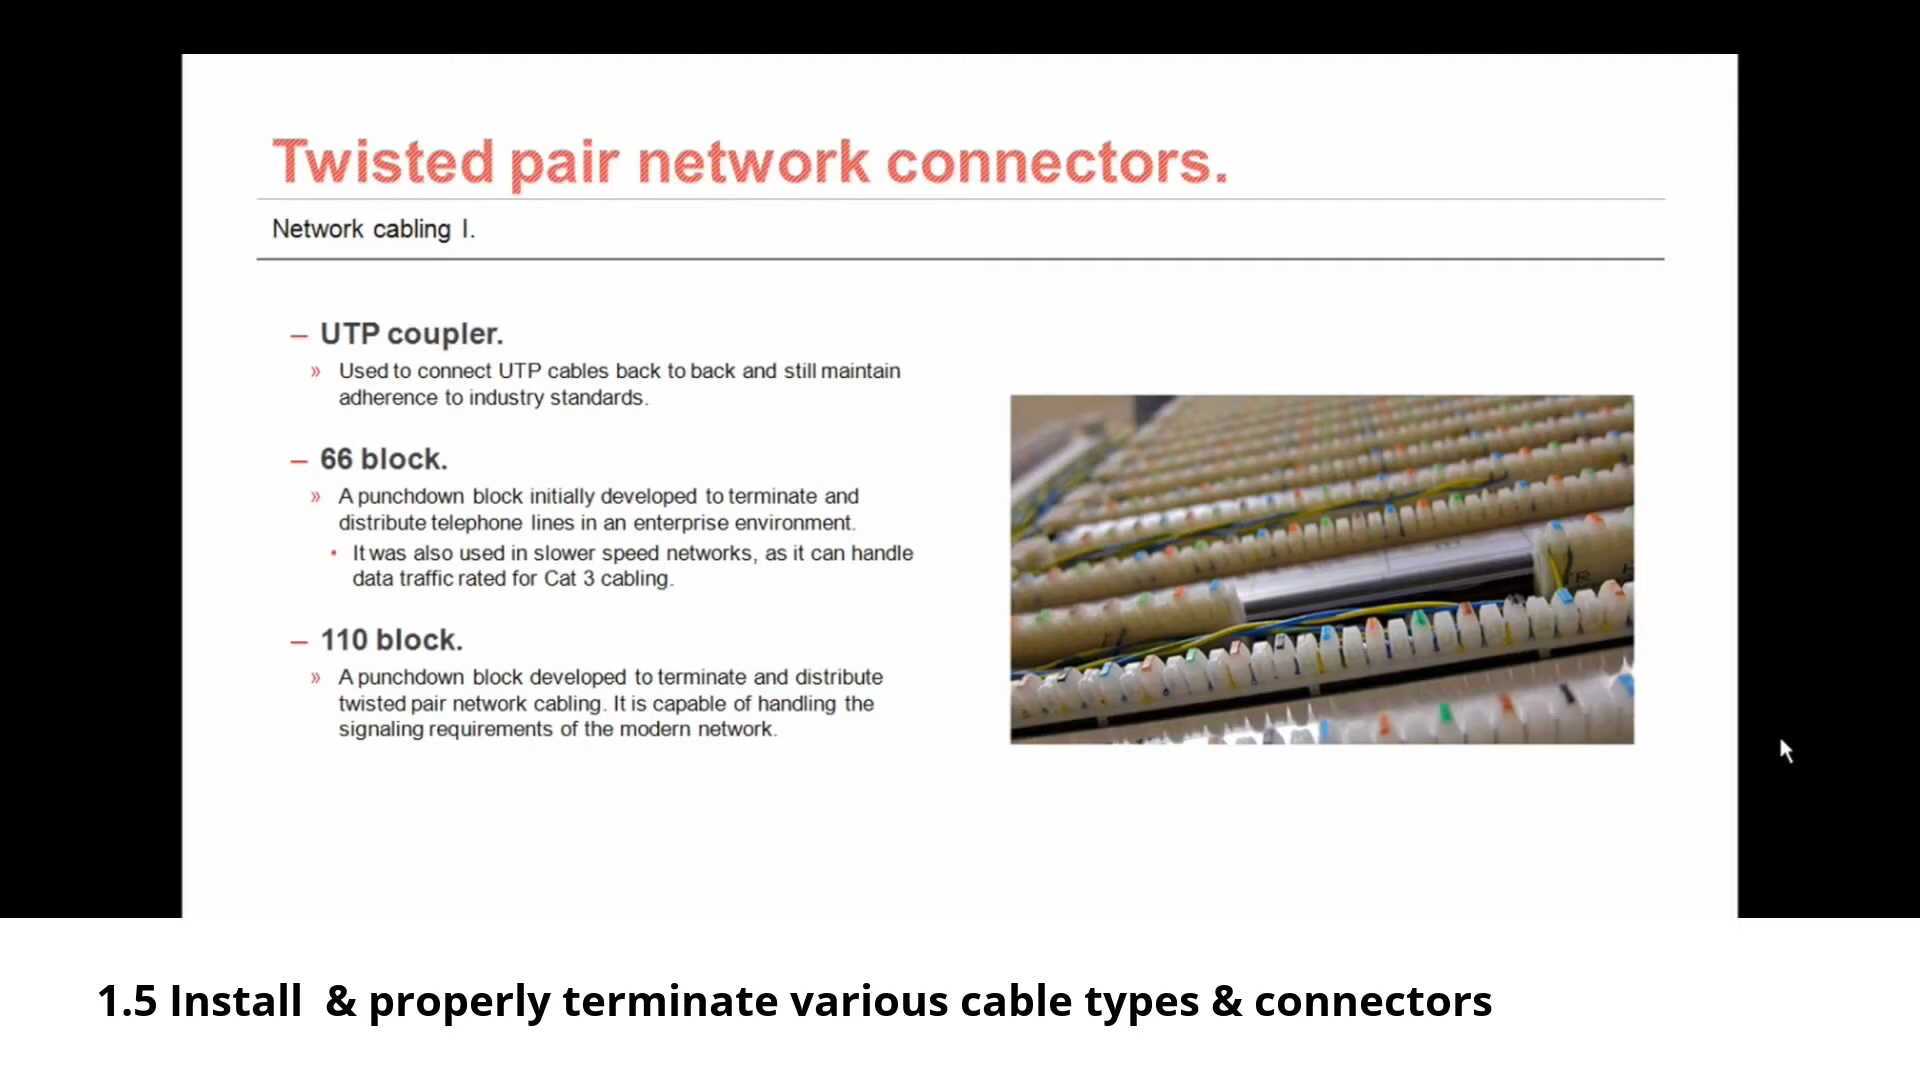 Twisted pair network connectors.
Network cabling I.
– UTP coupler.
» Used to connect UTP cables back to back and still maintain
adherence to industry standards.
– 66 block.
» A punchdown block initially developed to terminate and
distribute telephone lines in an enterprise environment.
• It was also used in slower speed networks, as it can handle
data traffic rated for Cat 3 cabling.
– 110 block.
» A punchdown block developed to terminate and distribute
twisted pair network cabling. It is capable of handling the
signaling requirements of the modern network.
1.5 Install & properly terminate various cable types & connectors